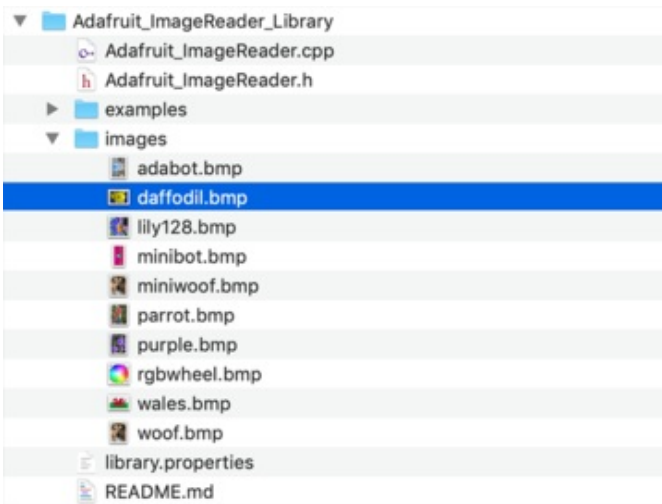 Adafruit_ImageReader_Library
Adafruit_ImageReader.cpp
Adafruit_ImageReader.h
examples
images
adabot.bmp
daffodil.bmp
lily128.bmp
minibot.bmp
miniwoof.bmp
parrot.bmp
purple.bmp
rgbwheel.bmp
wales.bmp
woof.bmp
library.properties
README.md